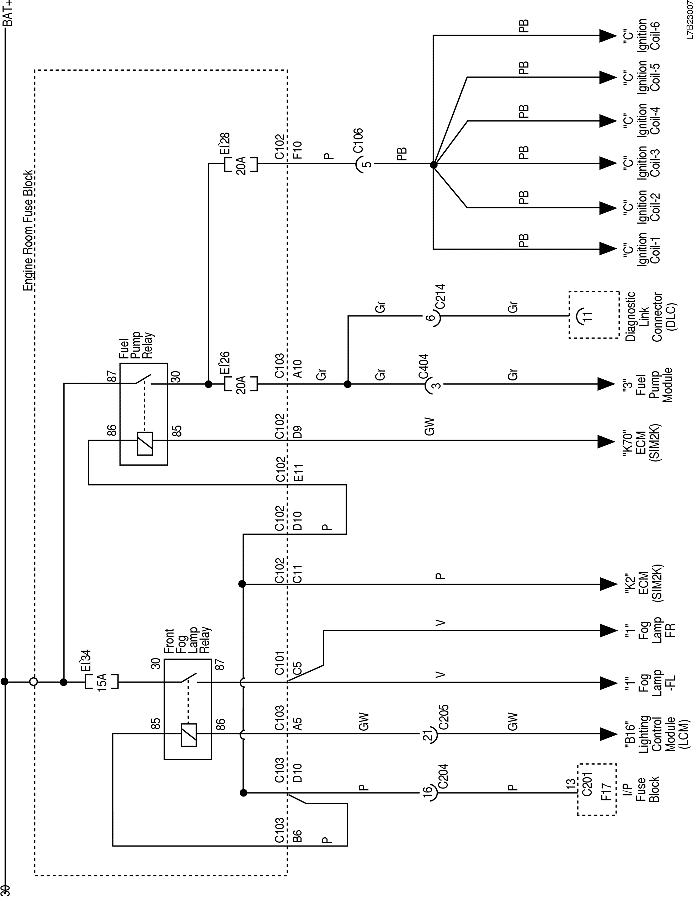 30
BAT+
L7B23007
Engine Room Fuse Block
15A
30
87
85
86
Front
Fog
Lamp
Relay
87
30
86
85
Fuel
Pump
Relay
20A
20A
C103
B6
C103
D10
C103
A5
C101
C5
C102
C11
C102
D10
C102
E11
C102
D9
C103
A10
C102
F10
P
P
GW
V
V
P
P
GW
Gr
Gr
Gr
P
16
C204
21
C205
3
C404
6
C214
5
C106
P
GW
Gr
Gr
PB
PB
PB
PB
PB
PB
PB
13
C201
F17
I/P
Fuse
Block
"B16"
Lighting
Control
Module
(LCM)
"1"
Fog
Lamp
-FL
"1"
Fog
Lamp
FR
"K2"
ECM
(SIM2K)
"K70"
ECM
(SIM2K)
"3"
Fuel
Pump
Module
11
Diagnostic
Link
Connector
(DLC)
"C"
Ignition
Coil-1
"C"
Ignition
Coil-2
"C"
Ignition
Coil-3
"C"
Ignition
Coil-4
"C"
Ignition
Coil-5
"C"
Ignition
Coil-6